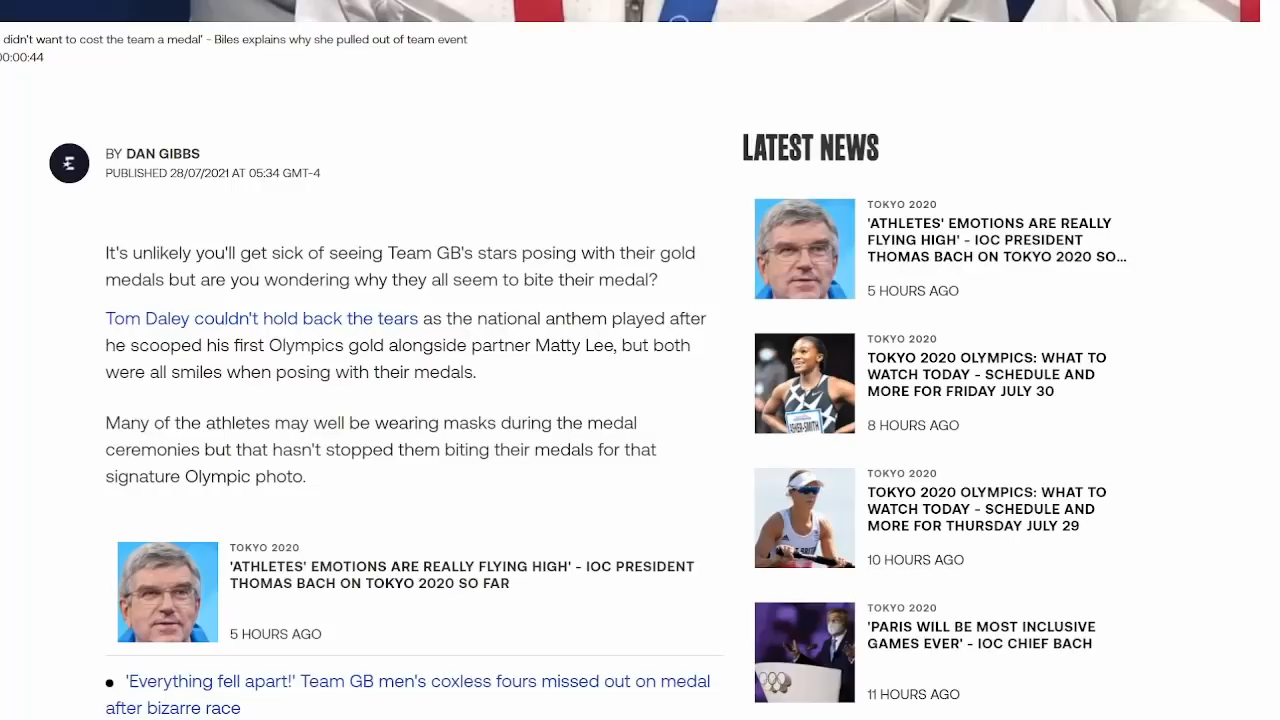 didn't want to cost the team a medal' - Biles explains why she pulled out of team event
00:00:44
BY DAN GIBBS
PUBLISHED 28/07/2021 AT 05:34 GMT-4
It's unlikely you'll get sick of seeing Team GB's stars posing with their gold
medals but are you wondering why they all seem to bite their medal?
Tom Daley couldn't hold back the tears as the national anthem played after
he scooped his first Olympics gold alongside partner Matty Lee, but both
were all smiles when posing with their medals.
Many of the athletes may well be wearing masks during the medal
ceremonies but that hasn't stopped them biting their medals for that
signature Olympic photo.
TOKYO 2020
'ATHLETES' EMOTIONS ARE REALLY FLYING HIGH' - IOC PRESIDENT
THOMAS BACH ON TOKYO 2020 SO FAR
5 HOURS AGO
'Everything fell apart!' Team GB men's coxless fours missed out on medal
after bizarre race
LATEST NEWS
TOKYO 2020
'ATHLETES' EMOTIONS ARE REALLY
FLYING HIGH' - IOC PRESIDENT
THOMAS BACH ON TOKYO 2020 SO...
5 HOURS AGO
TOKYO 2020
TOKYO 2020 OLYMPICS: WHAT TO
WATCH TODAY - SCHEDULE AND
MORE FOR FRIDAY JULY 30
8 HOURS AGO
ASHER-SMITH
TOKYO 2020
TOKYO 2020 OLYMPICS: WHAT TO
WATCH TODAY - SCHEDULE AND
MORE FOR THURSDAY JULY 29
10 HOURS AGO
TOKYO 2020
'PARIS WILL BE MOST INCLUSIVE
GAMES EVER' - IOC CHIEF BACH
11 HOURS AGO